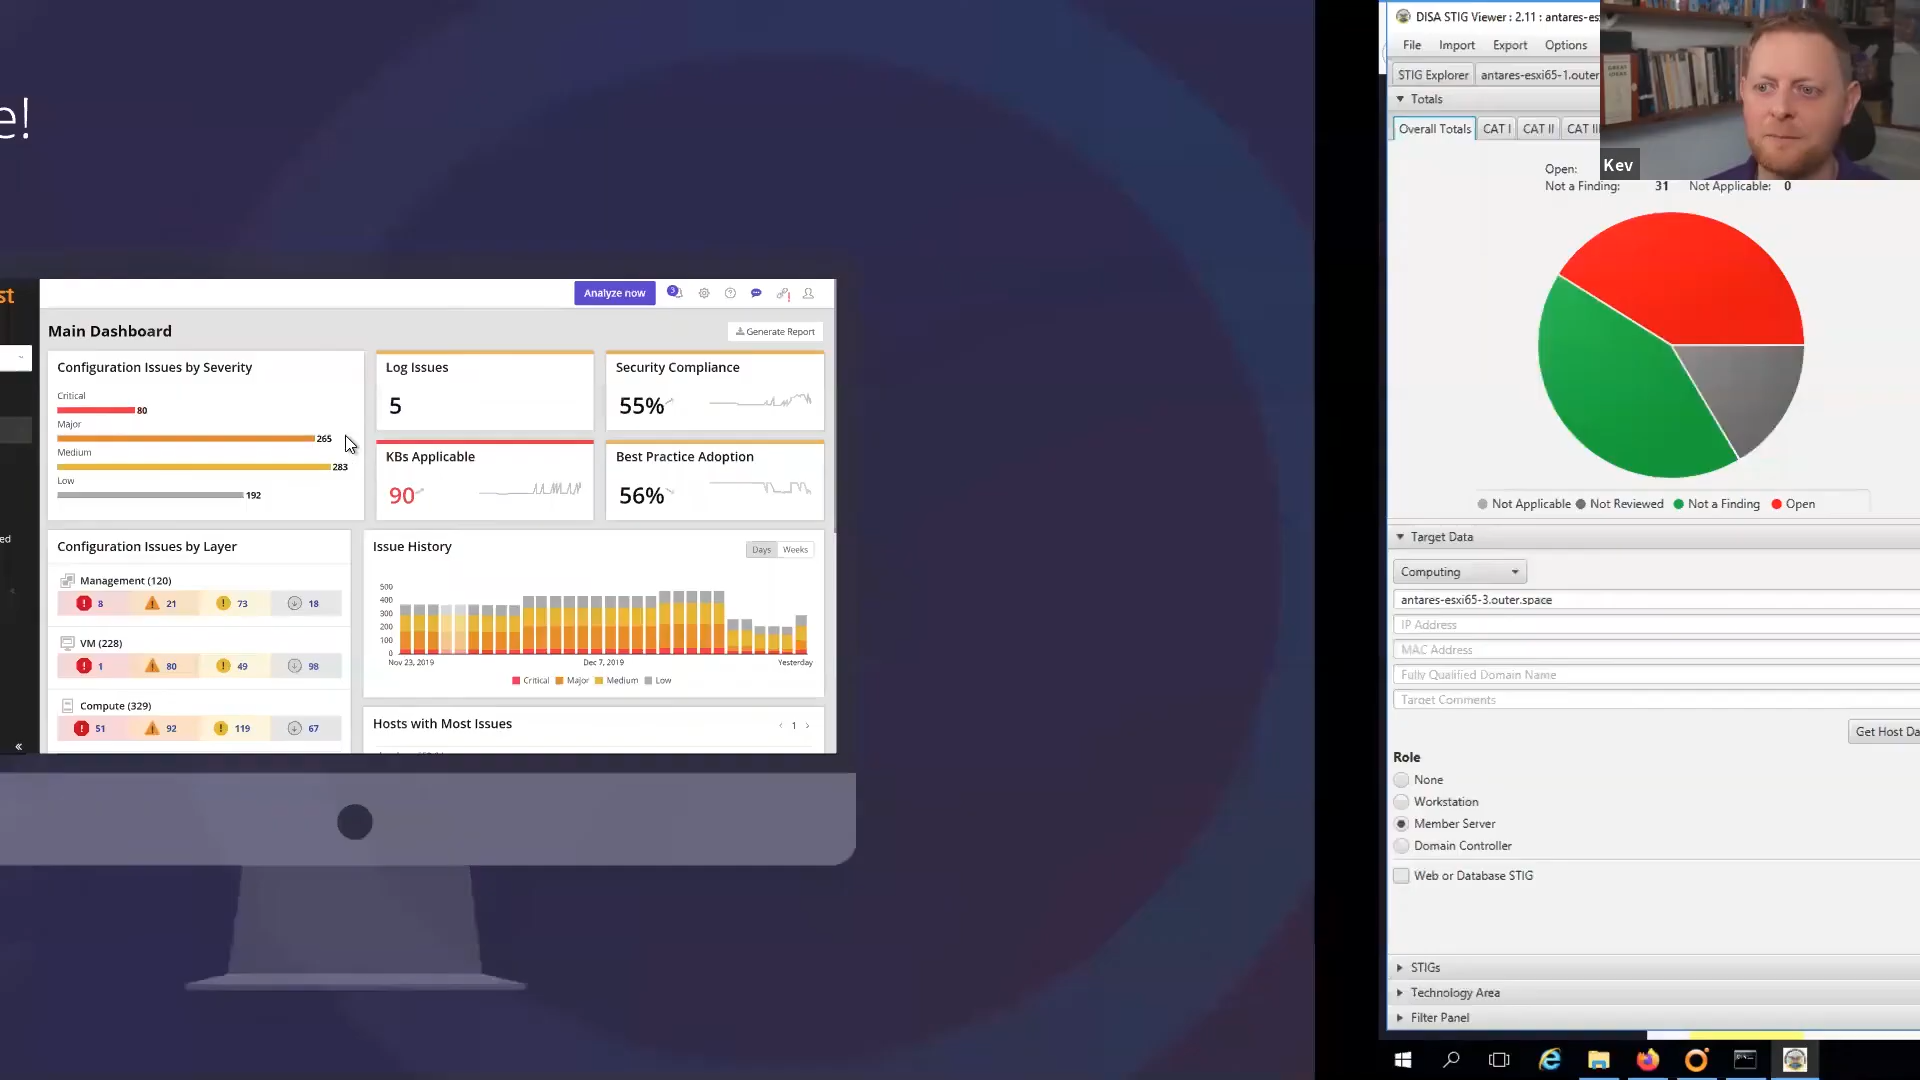 e!
st
ed
«
Analyze now
3
Main Dashboard
Generate Report
Configuration Issues by Severity
Critical
80
Major
265
Medium
283
Low
192
Log Issues
5
Security Compliance
55%
KBs Applicable
90
Best Practice Adoption
56%
Configuration Issues by Layer
Management (120)
8 21 73 18
VM (228)
1 80 49 98
Compute (329)
51 92 119 67
Issue History
Days Weeks
500
400
300
200
100
0
Nov 23, 2019 Dec 7, 2019 Yesterday
Critical Major Medium Low
Hosts with Most Issues
‹ 1 ›
DISA STIG Viewer : 2.11 : antares-es
File Import Export Options
STIG Explorer antares-esxi65-1.outer
Totals
Overall Totals CAT I CAT II CAT III
Kev
Open:
Not a Finding: 31 Not Applicable: 0
Not Applicable Not Reviewed Not a Finding Open
Target Data
Computing
antares-esxi65-3.outer.space
IP Address
MAC Address
Fully Qualified Domain Name
Target Comments
Get Host Da
Role
None
Workstation
Member Server
Domain Controller
Web or Database STIG
STIGs
Technology Area
Filter Panel